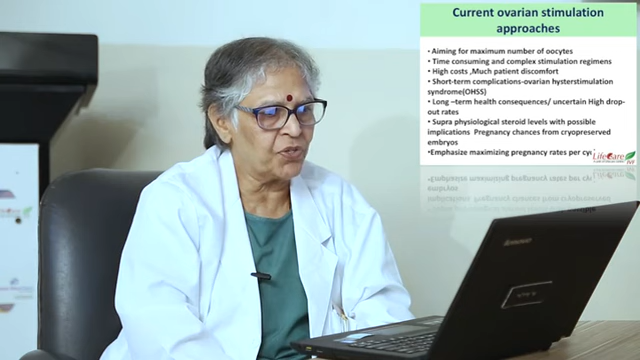 Current ovarian stimulation
approaches
• Aiming for maximum number of oocytes
• Time consuming and complex stimulation regimens
• High costs ,Much patient discomfort
• Short-term complications-ovarian hysterstimulation
syndrome(OHSS)
• Long –term health consequences/ uncertain High drop-
out rates
• Supra physiological steroid levels with possible
implications Pregnancy chances from cryopreserved
embryos
•Emphasize maximizing pregnancy rates per
LifeCare
IVF
lenovo